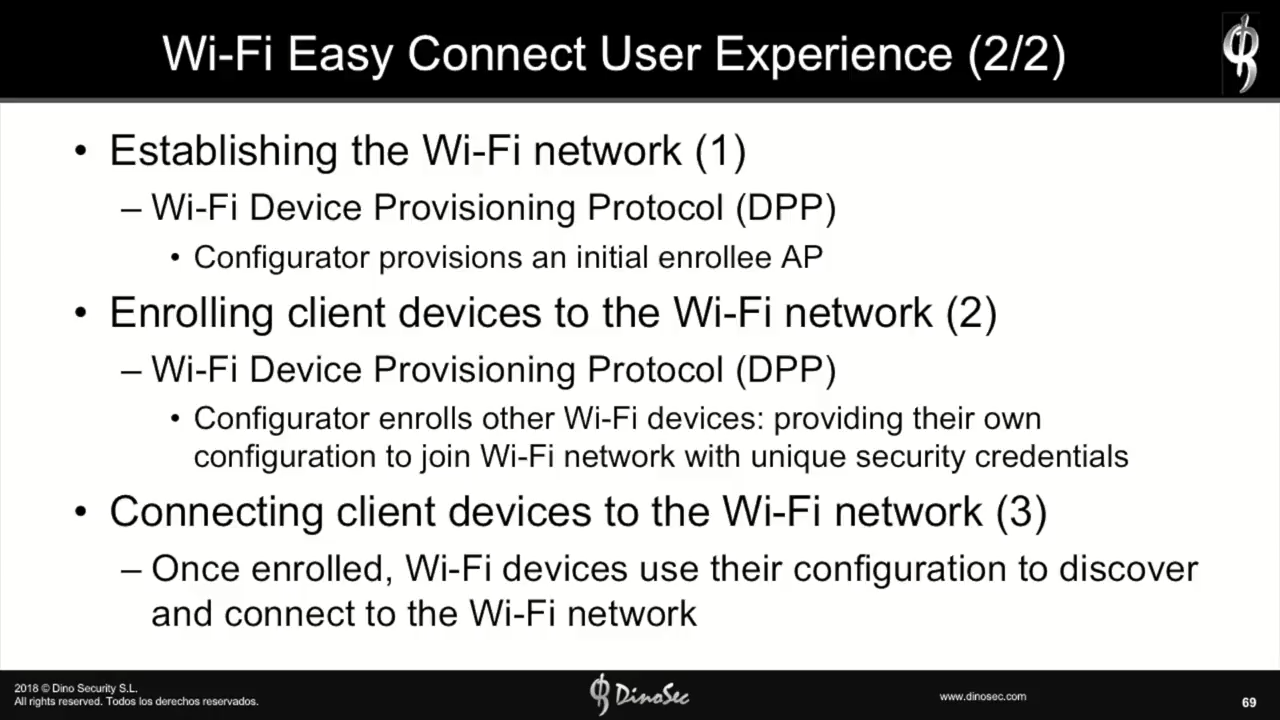 Wi-Fi Easy Connect User Experience (2/2)
• Establishing the Wi-Fi network (1)
– Wi-Fi Device Provisioning Protocol (DPP)
• Configurator provisions an initial enrollee AP
• Enrolling client devices to the Wi-Fi network (2)
– Wi-Fi Device Provisioning Protocol (DPP)
• Configurator enrolls other Wi-Fi devices: providing their own
configuration to join Wi-Fi network with unique security credentials
• Connecting client devices to the Wi-Fi network (3)
– Once enrolled, Wi-Fi devices use their configuration to discover
and connect to the Wi-Fi network
2018 © Dino Security S.L.
All rights reserved. Todos los derechos reservados.
DinoSec
www.dinosec.com
69